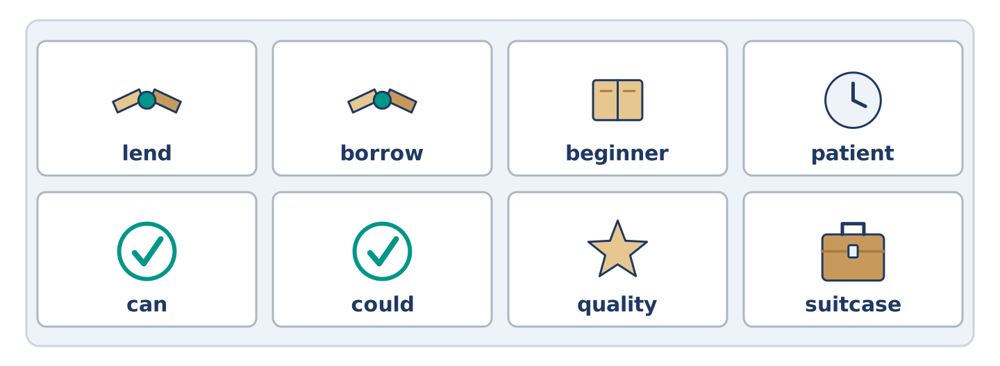 lend
borrow
beginner
patient
can
could
quality
suitcase